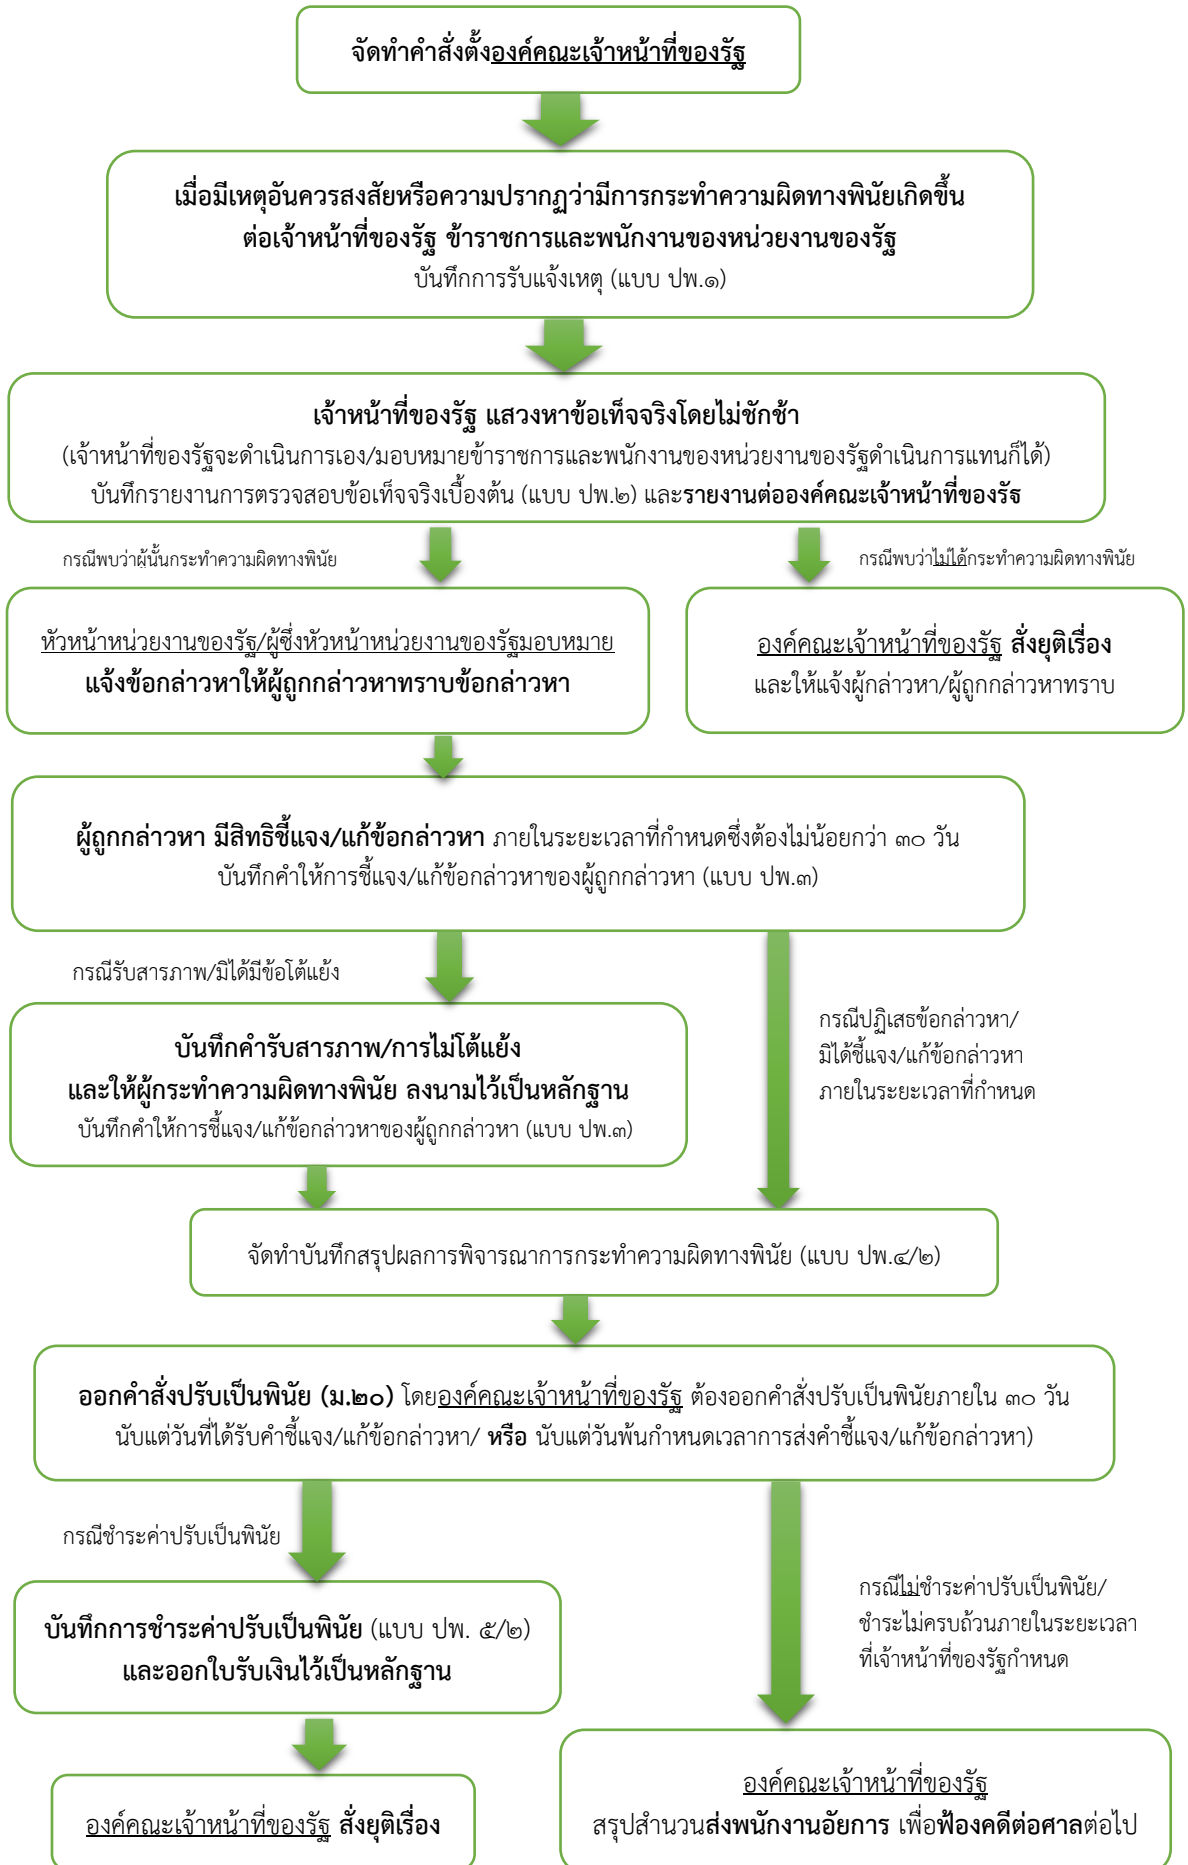 จัดทำคำสั่งตั้งองค์คณะเจ้าหน้าที่ของรัฐ
เมื่อมีเหตุอันควรสงสัยหรือความปรากฏว่ามีการกระทำความผิดทางพินัยเกิดขึ้น
ต่อเจ้าหน้าที่ของรัฐ ข้าราชการและพนักงานของหน่วยงานของรัฐ
บันทึกการรับแจ้งเหตุ (แบบ ปพ.๑)
เจ้าหน้าที่ของรัฐ แสวงหาข้อเท็จจริงโดยไม่ชักช้า
(เจ้าหน้าที่ของรัฐจะดำเนินการเอง/มอบหมายข้าราชการและพนักงานของหน่วยงานของรัฐดำเนินการแทนก็ได้)
บันทึกรายงานการตรวจสอบข้อเท็จจริงเบื้องต้น (แบบ ปพ.๒) และรายงานต่อองค์คณะเจ้าหน้าที่ของรัฐ
กรณีพบว่าผู้นั้นกระทำความผิดทางพินัย
กรณีพบว่าไม่ได้กระทำความผิดทางพินัย
หัวหน้าหน่วยงานของรัฐ/ผู้ซึ่งหัวหน้าหน่วยงานของรัฐมอบหมาย
แจ้งข้อกล่าวหาให้ผู้ถูกกล่าวหาทราบข้อกล่าวหา
องค์คณะเจ้าหน้าที่ของรัฐ สั่งยุติเรื่อง
และให้แจ้งผู้กล่าวหา/ผู้ถูกกล่าวหาทราบ
ผู้ถูกกล่าวหา มีสิทธิชี้แจง/แก้ข้อกล่าวหา ภายในระยะเวลาที่กำหนดซึ่งต้องไม่น้อยกว่า ๓๐ วัน
บันทึกคำให้การชี้แจง/แก้ข้อกล่าวหาของผู้ถูกกล่าวหา (แบบ ปพ.๓)
กรณีรับสารภาพ/มิได้มีข้อโต้แย้ง
กรณีปฏิเสธข้อกล่าวหา/
มิได้ชี้แจง/แก้ข้อกล่าวหา
ภายในระยะเวลาที่กำหนด
บันทึกคำรับสารภาพ/การไม่โต้แย้ง
และให้ผู้กระทำความผิดทางพินัย ลงนามไว้เป็นหลักฐาน
บันทึกคำให้การชี้แจง/แก้ข้อกล่าวหาของผู้ถูกกล่าวหา (แบบ ปพ.๓)
จัดทำบันทึกสรุปผลการพิจารณาการกระทำความผิดทางพินัย (แบบ ปพ.๔/๒)
ออกคำสั่งปรับเป็นพินัย (ม.๒๐) โดยองค์คณะเจ้าหน้าที่ของรัฐ ต้องออกคำสั่งปรับเป็นพินัยภายใน ๓๐ วัน
นับแต่วันที่ได้รับคำชี้แจง/แก้ข้อกล่าวหา/ หรือ นับแต่วันพ้นกำหนดเวลาการส่งคำชี้แจง/แก้ข้อกล่าวหา)
กรณีชำระค่าปรับเป็นพินัย
กรณีไม่ชำระค่าปรับเป็นพินัย/
ชำระไม่ครบถ้วนภายในระยะเวลา
ที่เจ้าหน้าที่ของรัฐกำหนด
บันทึกการชำระค่าปรับเป็นพินัย (แบบ ปพ. ๕/๒)
และออกใบรับเงินไว้เป็นหลักฐาน
องค์คณะเจ้าหน้าที่ของรัฐ สั่งยุติเรื่อง
องค์คณะเจ้าหน้าที่ของรัฐ
สรุปสำนวนส่งพนักงานอัยการ เพื่อฟ้องคดีต่อศาลต่อไป